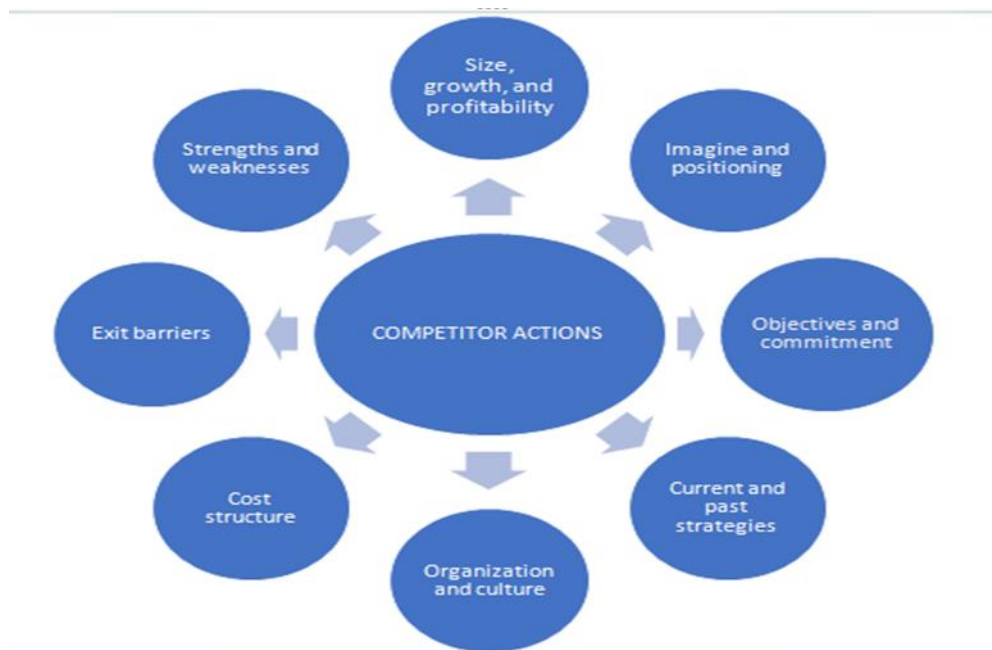 Size,
growth, and
profitability
Strengths and
weaknesses
Imagine and
positioning
Exit barriers
COMPETITOR ACTIONS
Objectives and
commitment
Cost
structure
Current and
past
strategies
Organization
and culture